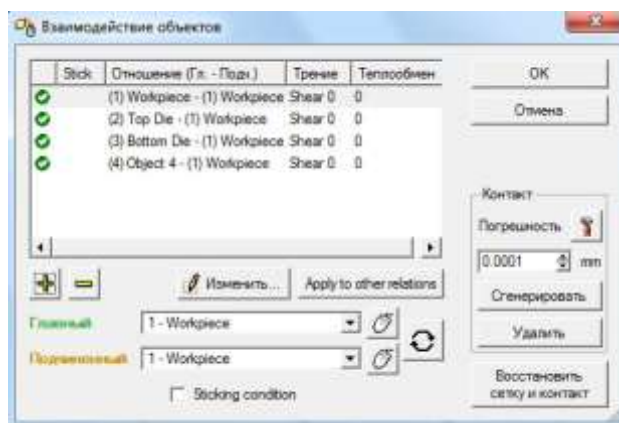 Взаимодействие объектов
Stick Отношение (Гл. - Подч.) Трение Теплообмен
(1) Workpiece - (1) Workpiece Shear 0 0
(2) Top Die - (1) Workpiece Shear 0 0
(3) Bottom Die - (1) Workpiece Shear 0 0
(4) Object 4 - (1) Workpiece Shear 0 0
OK
Отмена
Контакт
Погрешность
0.0001 mm
Сгенерировать
Удалить
Восстановить
сетку и контакт
Изменить... Apply to other relations
Главный 1 - Workpiece
Подчиненный 1 - Workpiece
Sticking condition